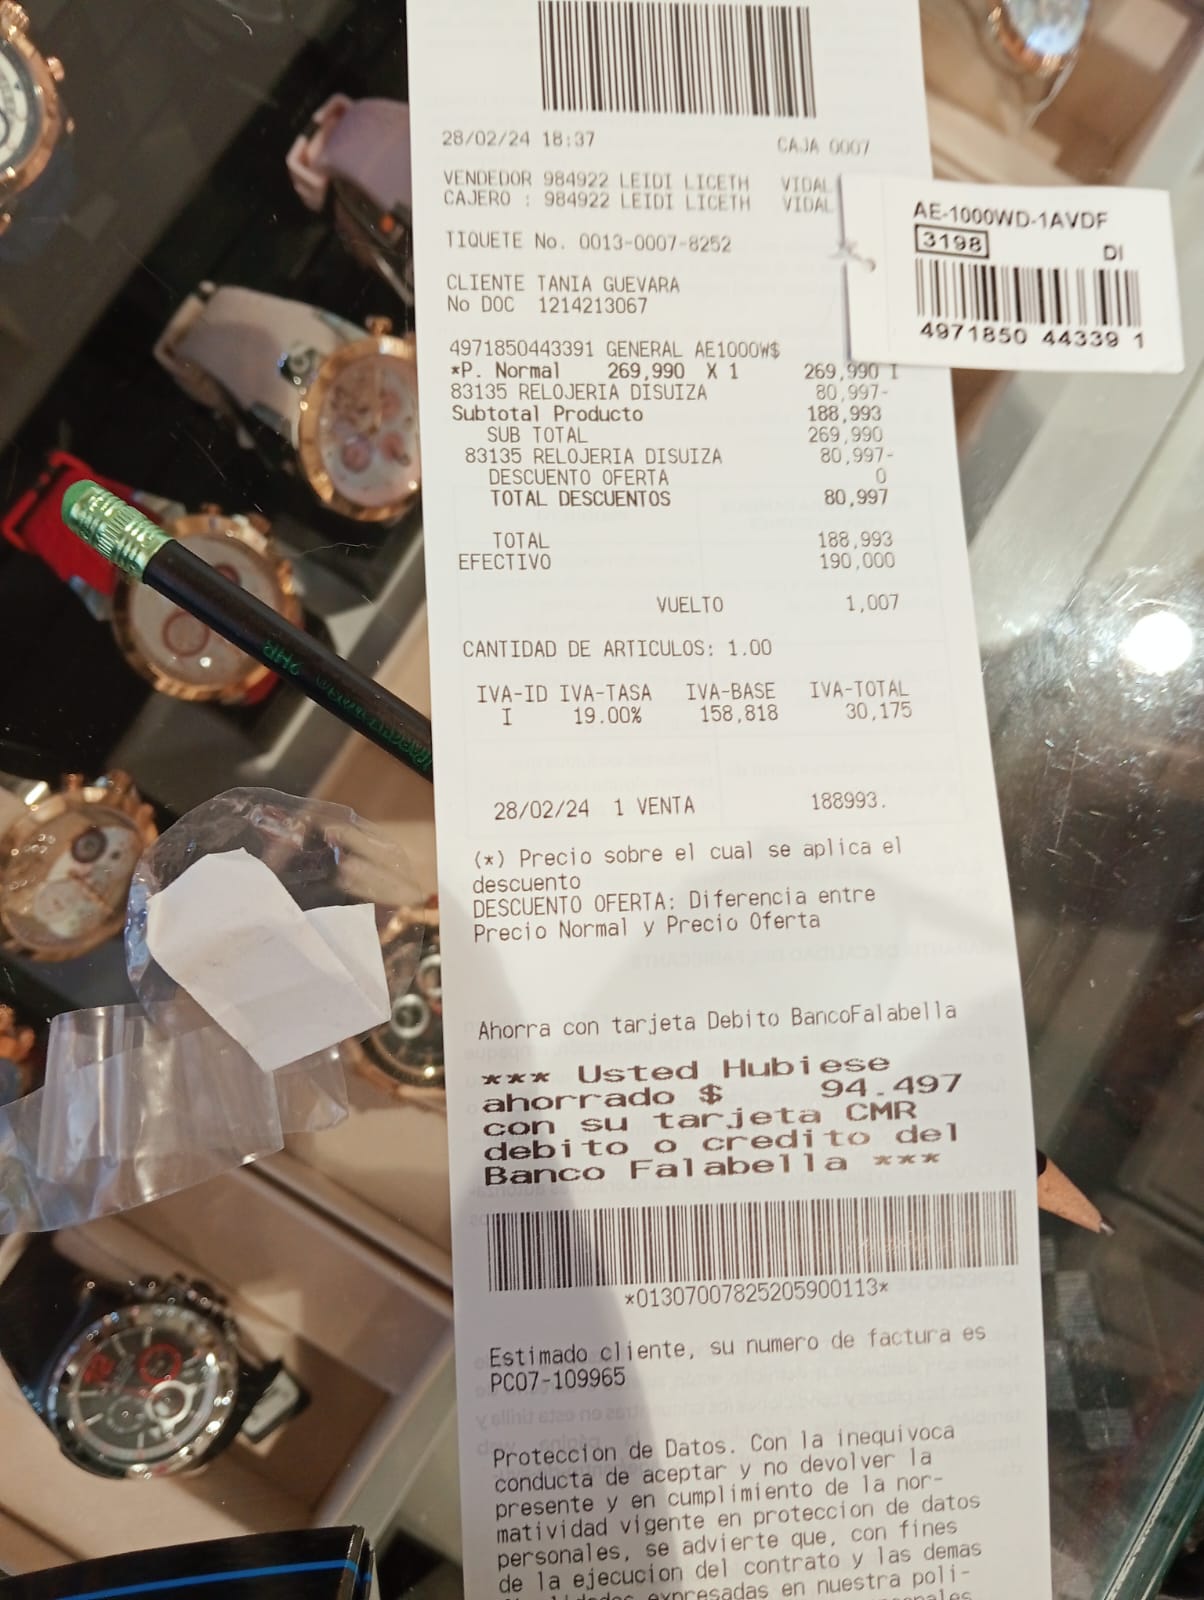 28/02/24 18:37 CAJA 0007
VENDEDOR 984922 LEIDI LICETH VIDAL
CAJERO : 984922 LEIDI LICETH VIDAL
TIQUETE No. 0013-0007-8252
CLIENTE TANIA GUEVARA
No DOC 1214213067
4971850443391 GENERAL AE1000W$
*P. Normal 269,990 X 1 269,990 I
83135 RELOJERIA DISUIZA 80,997-
Subtotal Producto 188,993
SUB TOTAL 269,990
83135 RELOJERIA DISUIZA 80,997-
DESCUENTO OFERTA 0
TOTAL DESCUENTOS 80,997
TOTAL 188,993
EFECTIVO 190,000
VUELTO 1,007
CANTIDAD DE ARTICULOS: 1.00
IVA-ID IVA-TASA IVA-BASE IVA-TOTAL
I 19.00% 158,818 30,175
28/02/24 1 VENTA 188993.
(*) Precio sobre el cual se aplica el
descuento
DESCUENTO OFERTA: Diferencia entre
Precio Normal y Precio Oferta
Ahorra con tarjeta Debito BancoFalabella
*** Usted Hubiese
ahorrado $ 94.497
con su tarjeta CMR
debito o credito del
Banco Falabella ***
*01307007825205900113*
Estimado cliente, su numero de factura es
PC07-109965
Proteccion de Datos. Con la inequivoca
conducta de aceptar y no devolver la
presente y en cumplimiento de la nor-
matividad vigente en proteccion de datos
personales, se advierte que, con fines
de la ejecucion del contrato y las demas
expresadas en nuestra poli-
AE-1000WD-1AVDF
3198 DI
4971850 44339 1